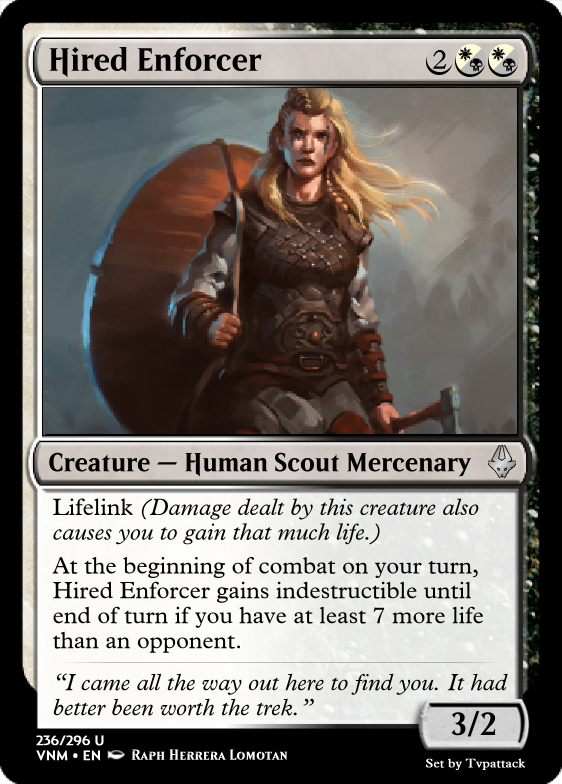 Hired Enforcer 2
Creature — Human Scout Mercenary
Lifelink (Damage dealt by this creature also
causes you to gain that much life.)
At the beginning of combat on your turn,
Hired Enforcer gains indestructible until
end of turn if you have at least 7 more life
than an opponent.
“I came all the way out here to find you. It had
better been worth the trek.”
3/2
236/296 U
VNM • EN Raph Herrera Lomotan
Set by Tvpattack